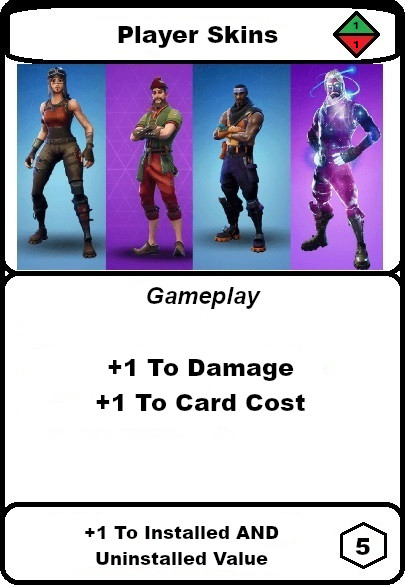 Player Skins
1
1
Gameplay
+1 To Damage
+1 To Card Cost
+1 To Installed AND
Uninstalled Value
5